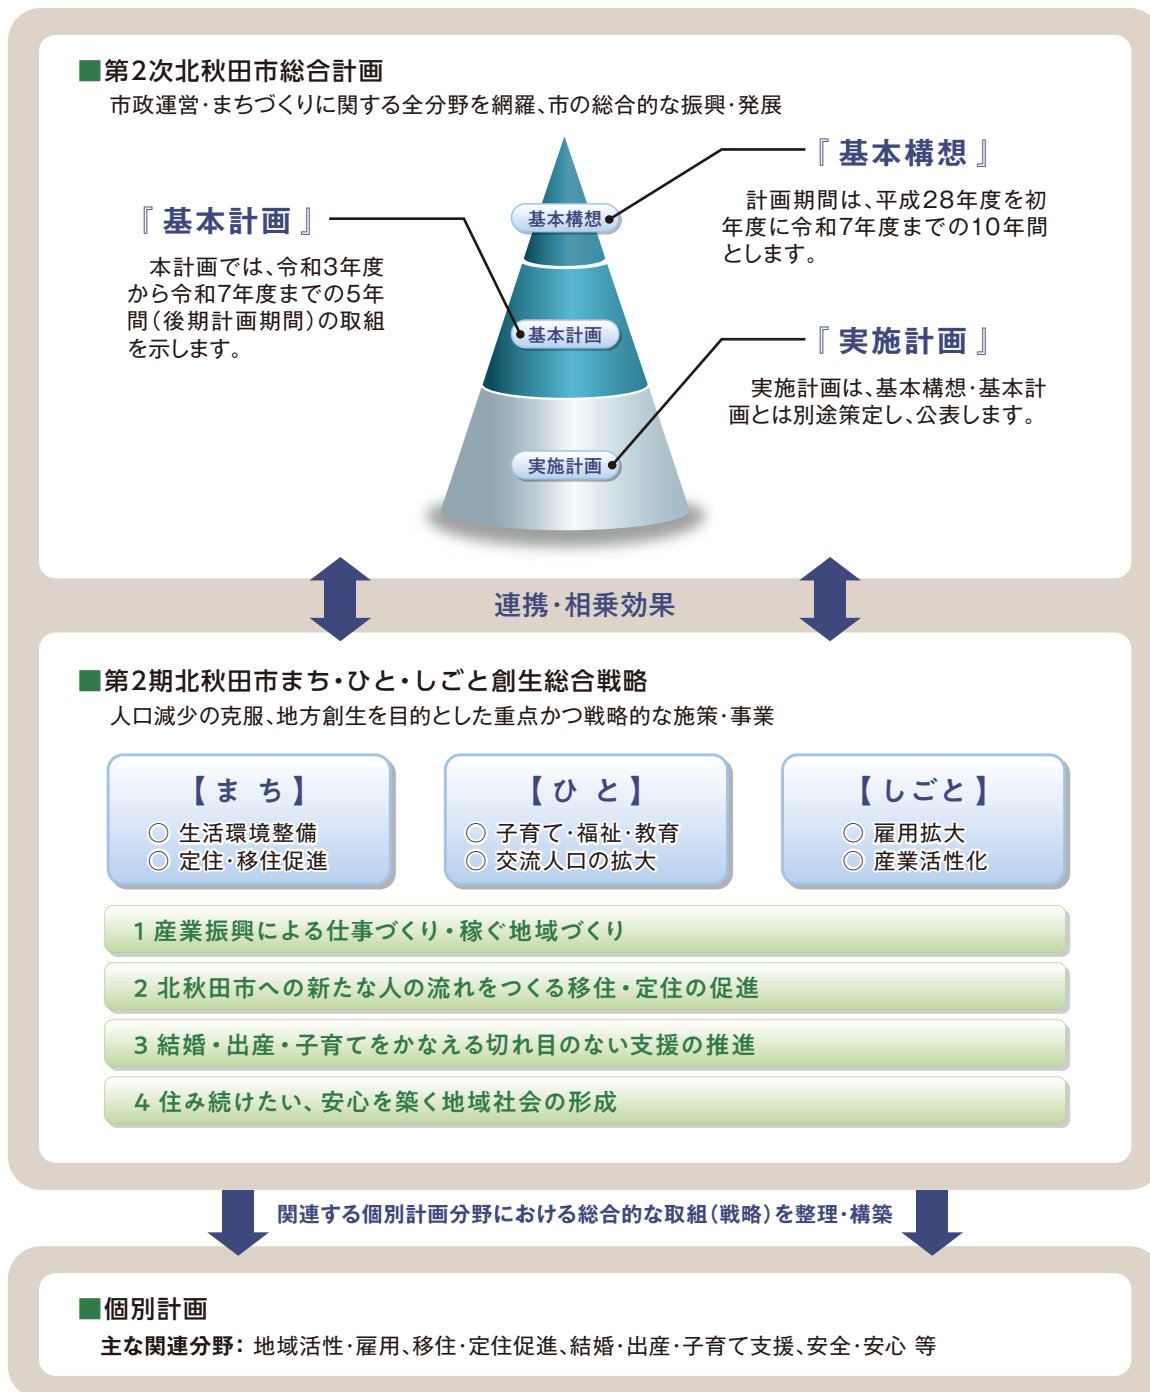 ■第2次北秋田市総合計画
市政運営・まちづくりに関する全分野を網羅、市の総合的な振興・発展
『 基本構想 』
計画期間は、平成28年度を初
年度に令和7年度までの10年間
とします。
『 基本計画 』
本計画では、令和3年度
から令和7年度までの5年
間（後期計画期間）の取組
を示します。
基本構想
基本計画
実施計画
『 実施計画 』
実施計画は、基本構想・基本計
画とは別途策定し、公表します。
連携・相乗効果
■第2期北秋田市まち・ひと・しごと創生総合戦略
人口減少の克服、地方創生を目的とした重点かつ戦略的な施策・事業
【 ま ち 】
○ 生活環境整備
○ 定住・移住促進
【 ひ と 】
○ 子育て・福祉・教育
○ 交流人口の拡大
【 しごと 】
○ 雇用拡大
○ 産業活性化
1 産業振興による仕事づくり・稼ぐ地域づくり
2 北秋田市への新たな人の流れをつくる移住・定住の促進
3 結婚・出産・子育てをかなえる切れ目のない支援の推進
4 住み続けたい、安心を築く地域社会の形成
関連する個別計画分野における総合的な取組（戦略）を整理・構築
■個別計画
主な関連分野： 地域活性・雇用、移住・定住促進、結婚・出産・子育て支援、安全・安心 等